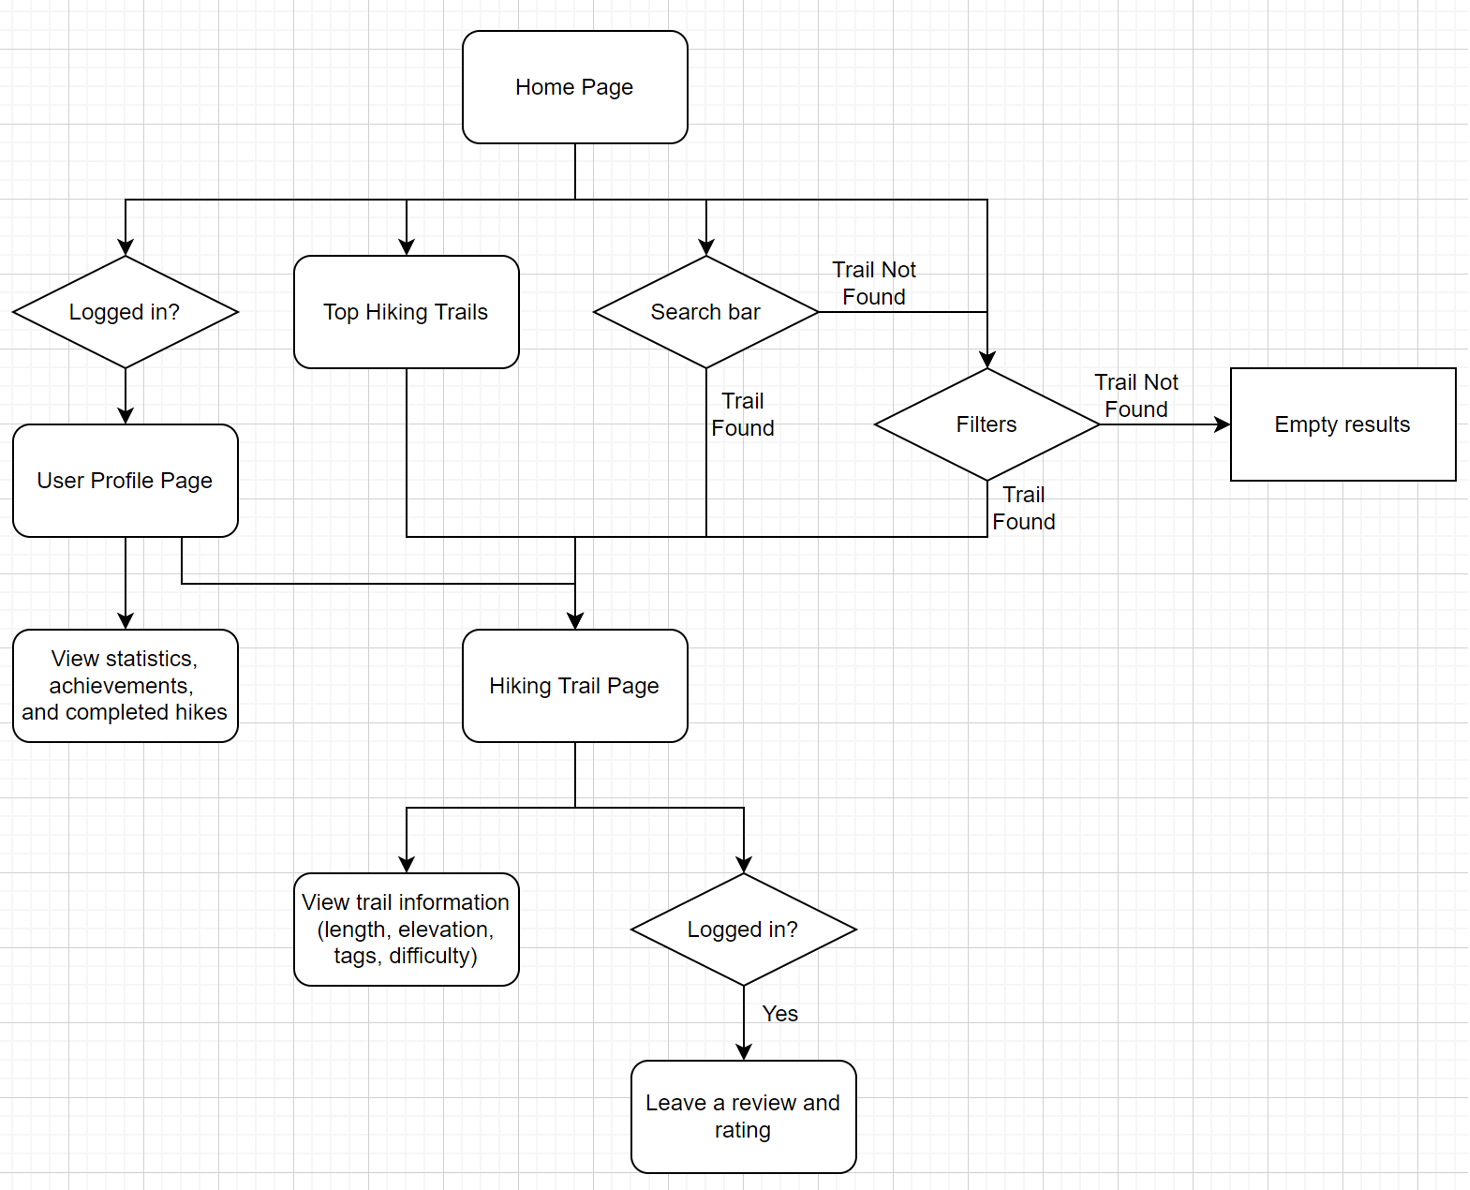 Home Page
Logged in?
Top Hiking Trails
Search bar
Trail Not
Found
Trail
Found
Filters
Trail Not
Found
Empty results
Trail
Found
User Profile Page
View statistics,
achievements,
and completed hikes
Hiking Trail Page
View trail information
(length, elevation,
tags, difficulty)
Logged in?
Yes
Leave a review and
rating